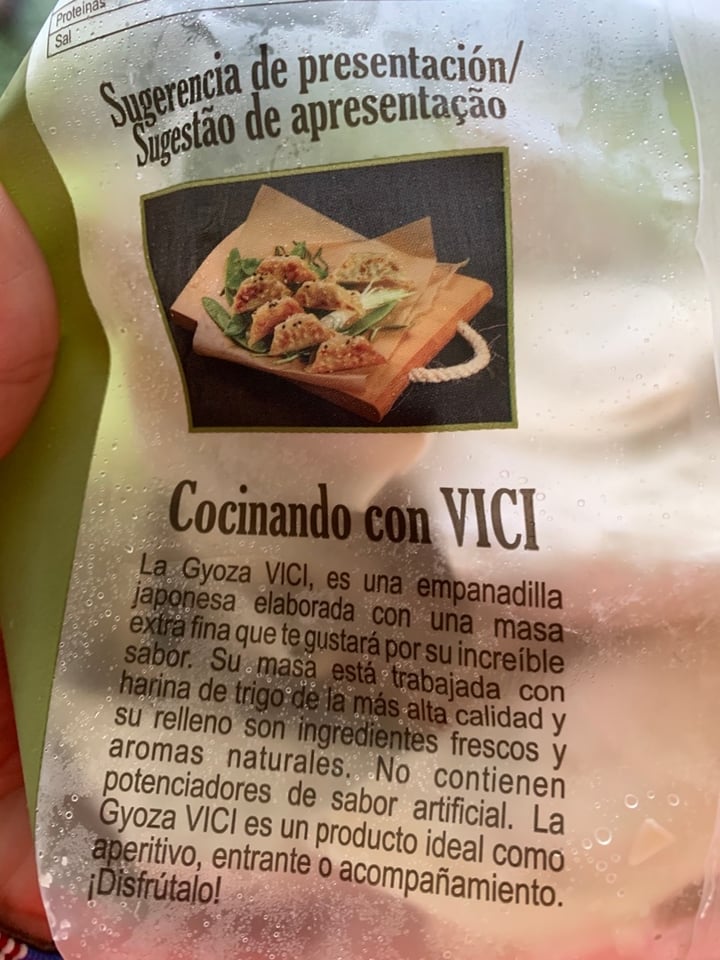 Proteínas
Sal
Sugerencia de presentación/
Sugestão de apresentação
Cocinando con VICI
La Gyoza VICI, es una empanadilla
japonesa elaborada con una masa
extra fina que te gustará por su increíble
sabor. Su masa está trabajada con
harina de trigo de la más alta calidad y
su relleno son ingredientes frescos y
aromas naturales. No contienen
potenciadores de sabor artificial. La
Gyoza VICI es un producto ideal como
aperitivo, entrante o acompañamiento.
¡Disfrútalo!